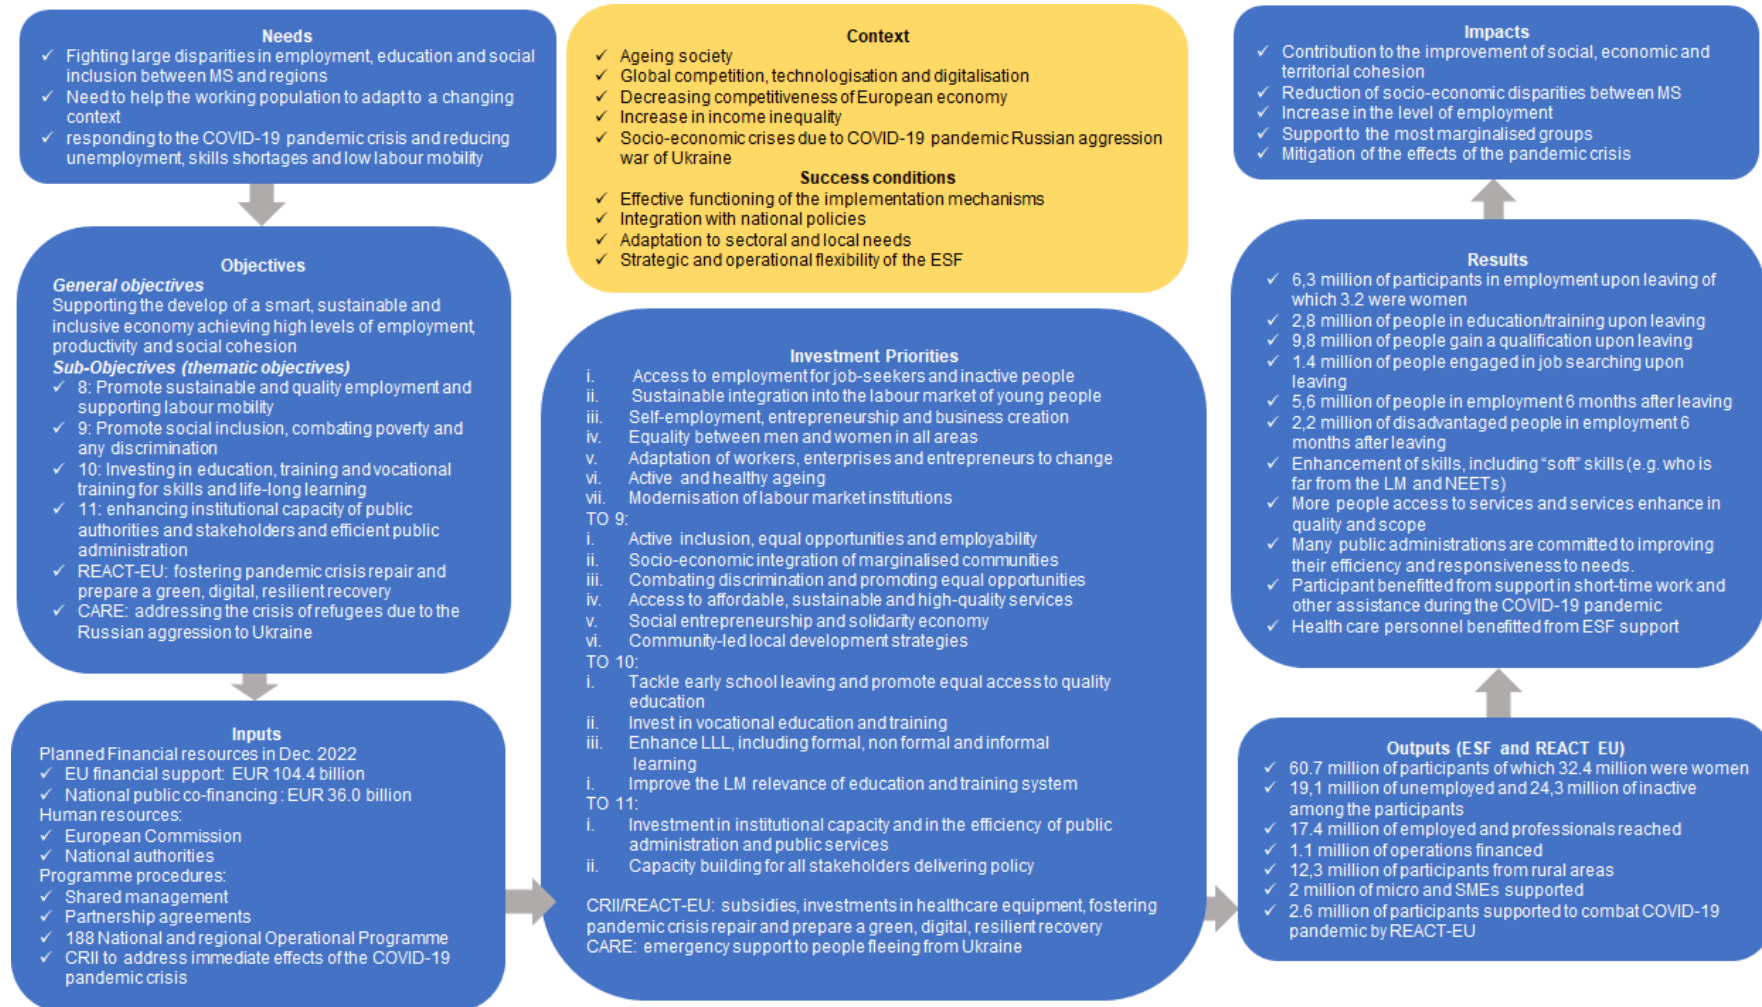 Needs
✓ Fighting large disparities in employment, education and social
inclusion between MS and regions
✓ Need to help the working population to adapt to a changing
context
✓ responding to the COVID-19 pandemic crisis and reducing
unemployment, skills shortages and low labour mobility
Objectives
General objectives
Supporting the develop of a smart, sustainable and
inclusive economy achieving high levels of employment,
productivity and social cohesion
Sub-Objectives (thematic objectives)
✓ 8: Promote sustainable and quality employment and
supporting labour mobility
✓ 9: Promote social inclusion, combating poverty and
any discrimination
✓ 10: Investing in education, training and vocational
training for skills and life-long learning
✓ 11: enhancing institutional capacity of public
authorities and stakeholders and efficient public
administration
✓ REACT-EU: fostering pandemic crisis repair and
prepare a green, digital, resilient recovery
✓ CARE: addressing the crisis of refugees due to the
Russian aggression to Ukraine
Inputs
Planned Financial resources in Dec. 2022
✓ EU financial support: EUR 104.4 billion
✓ National public co-financing : EUR 36.0 billion
Human resources:
✓ European Commission
✓ National authorities
Programme procedures:
✓ Shared management
✓ Partnership agreements
✓ 188 National and regional Operational Programme
✓ CRII to address immediate effects of the COVID-19
pandemic crisis
Context
✓ Ageing society
✓ Global competition, technologisation and digitalisation
✓ Decreasing competitiveness of European economy
✓ Increase in income inequality
✓ Socio-economic crises due to COVID-19 pandemic Russian aggression
war of Ukraine
Success conditions
✓ Effective functioning of the implementation mechanisms
✓ Integration with national policies
✓ Adaptation to sectoral and local needs
✓ Strategic and operational flexibility of the ESF
Investment Priorities
i. Access to employment for job-seekers and inactive people
ii. Sustainable integration into the labour market of young people
iii. Self-employment, entrepreneurship and business creation
iv. Equality between men and women in all areas
v. Adaptation of workers, enterprises and entrepreneurs to change
vi. Active and healthy ageing
vii. Modernisation of labour market institutions
TO 9:
i. Active inclusion, equal opportunities and employability
ii. Socio-economic integration of marginalised communities
iii. Combating discrimination and promoting equal opportunities
iv. Access to affordable, sustainable and high-quality services
v. Social entrepreneurship and solidarity economy
vi. Community-led local development strategies
TO 10:
i. Tackle early school leaving and promote equal access to quality
education
ii. Invest in vocational education and training
iii. Enhance LLL, including formal, non formal and informal
learning
i. Improve the LM relevance of education and training system
TO 11:
i. Investment in institutional capacity and in the efficiency of public
administration and public services
ii. Capacity building for all stakeholders delivering policy
CRII/REACT-EU: subsidies, investments in healthcare equipment, fostering
pandemic crisis repair and prepare a green, digital, resilient recovery
CARE: emergency support to people fleeing from Ukraine
Impacts
✓ Contribution to the improvement of social, economic and
territorial cohesion
✓ Reduction of socio-economic disparities between MS
✓ Increase in the level of employment
✓ Support to the most marginalised groups
✓ Mitigation of the effects of the pandemic crisis
Results
✓ 6,3 million of participants in employment upon leaving of
which 3.2 were women
✓ 2,8 million of people in education/training upon leaving
✓ 9,8 million of people gain a qualification upon leaving
✓ 1.4 million of people engaged in job searching upon
leaving
✓ 5,6 million of people in employment 6 months after leaving
✓ 2,2 million of disadvantaged people in employment 6
months after leaving
✓ Enhancement of skills, including “soft” skills (e.g. who is
far from the LM and NEETs)
✓ More people access to services and services enhance in
quality and scope
✓ Many public administrations are committed to improving
their efficiency and responsiveness to needs.
✓ Participant benefitted from support in short-time work and
other assistance during the COVID-19 pandemic
✓ Health care personnel benefitted from ESF support
Outputs (ESF and REACT EU)
✓ 60.7 million of participants of which 32.4 million were women
✓ 19,1 million of unemployed and 24,3 million of inactive
among the participants
✓ 17.4 million of employed and professionals reached
✓ 1.1 million of operations financed
✓ 12,3 million of participants from rural areas
✓ 2 million of micro and SMEs supported
✓ 2.6 million of participants supported to combat COVID-19
pandemic by REACT-EU